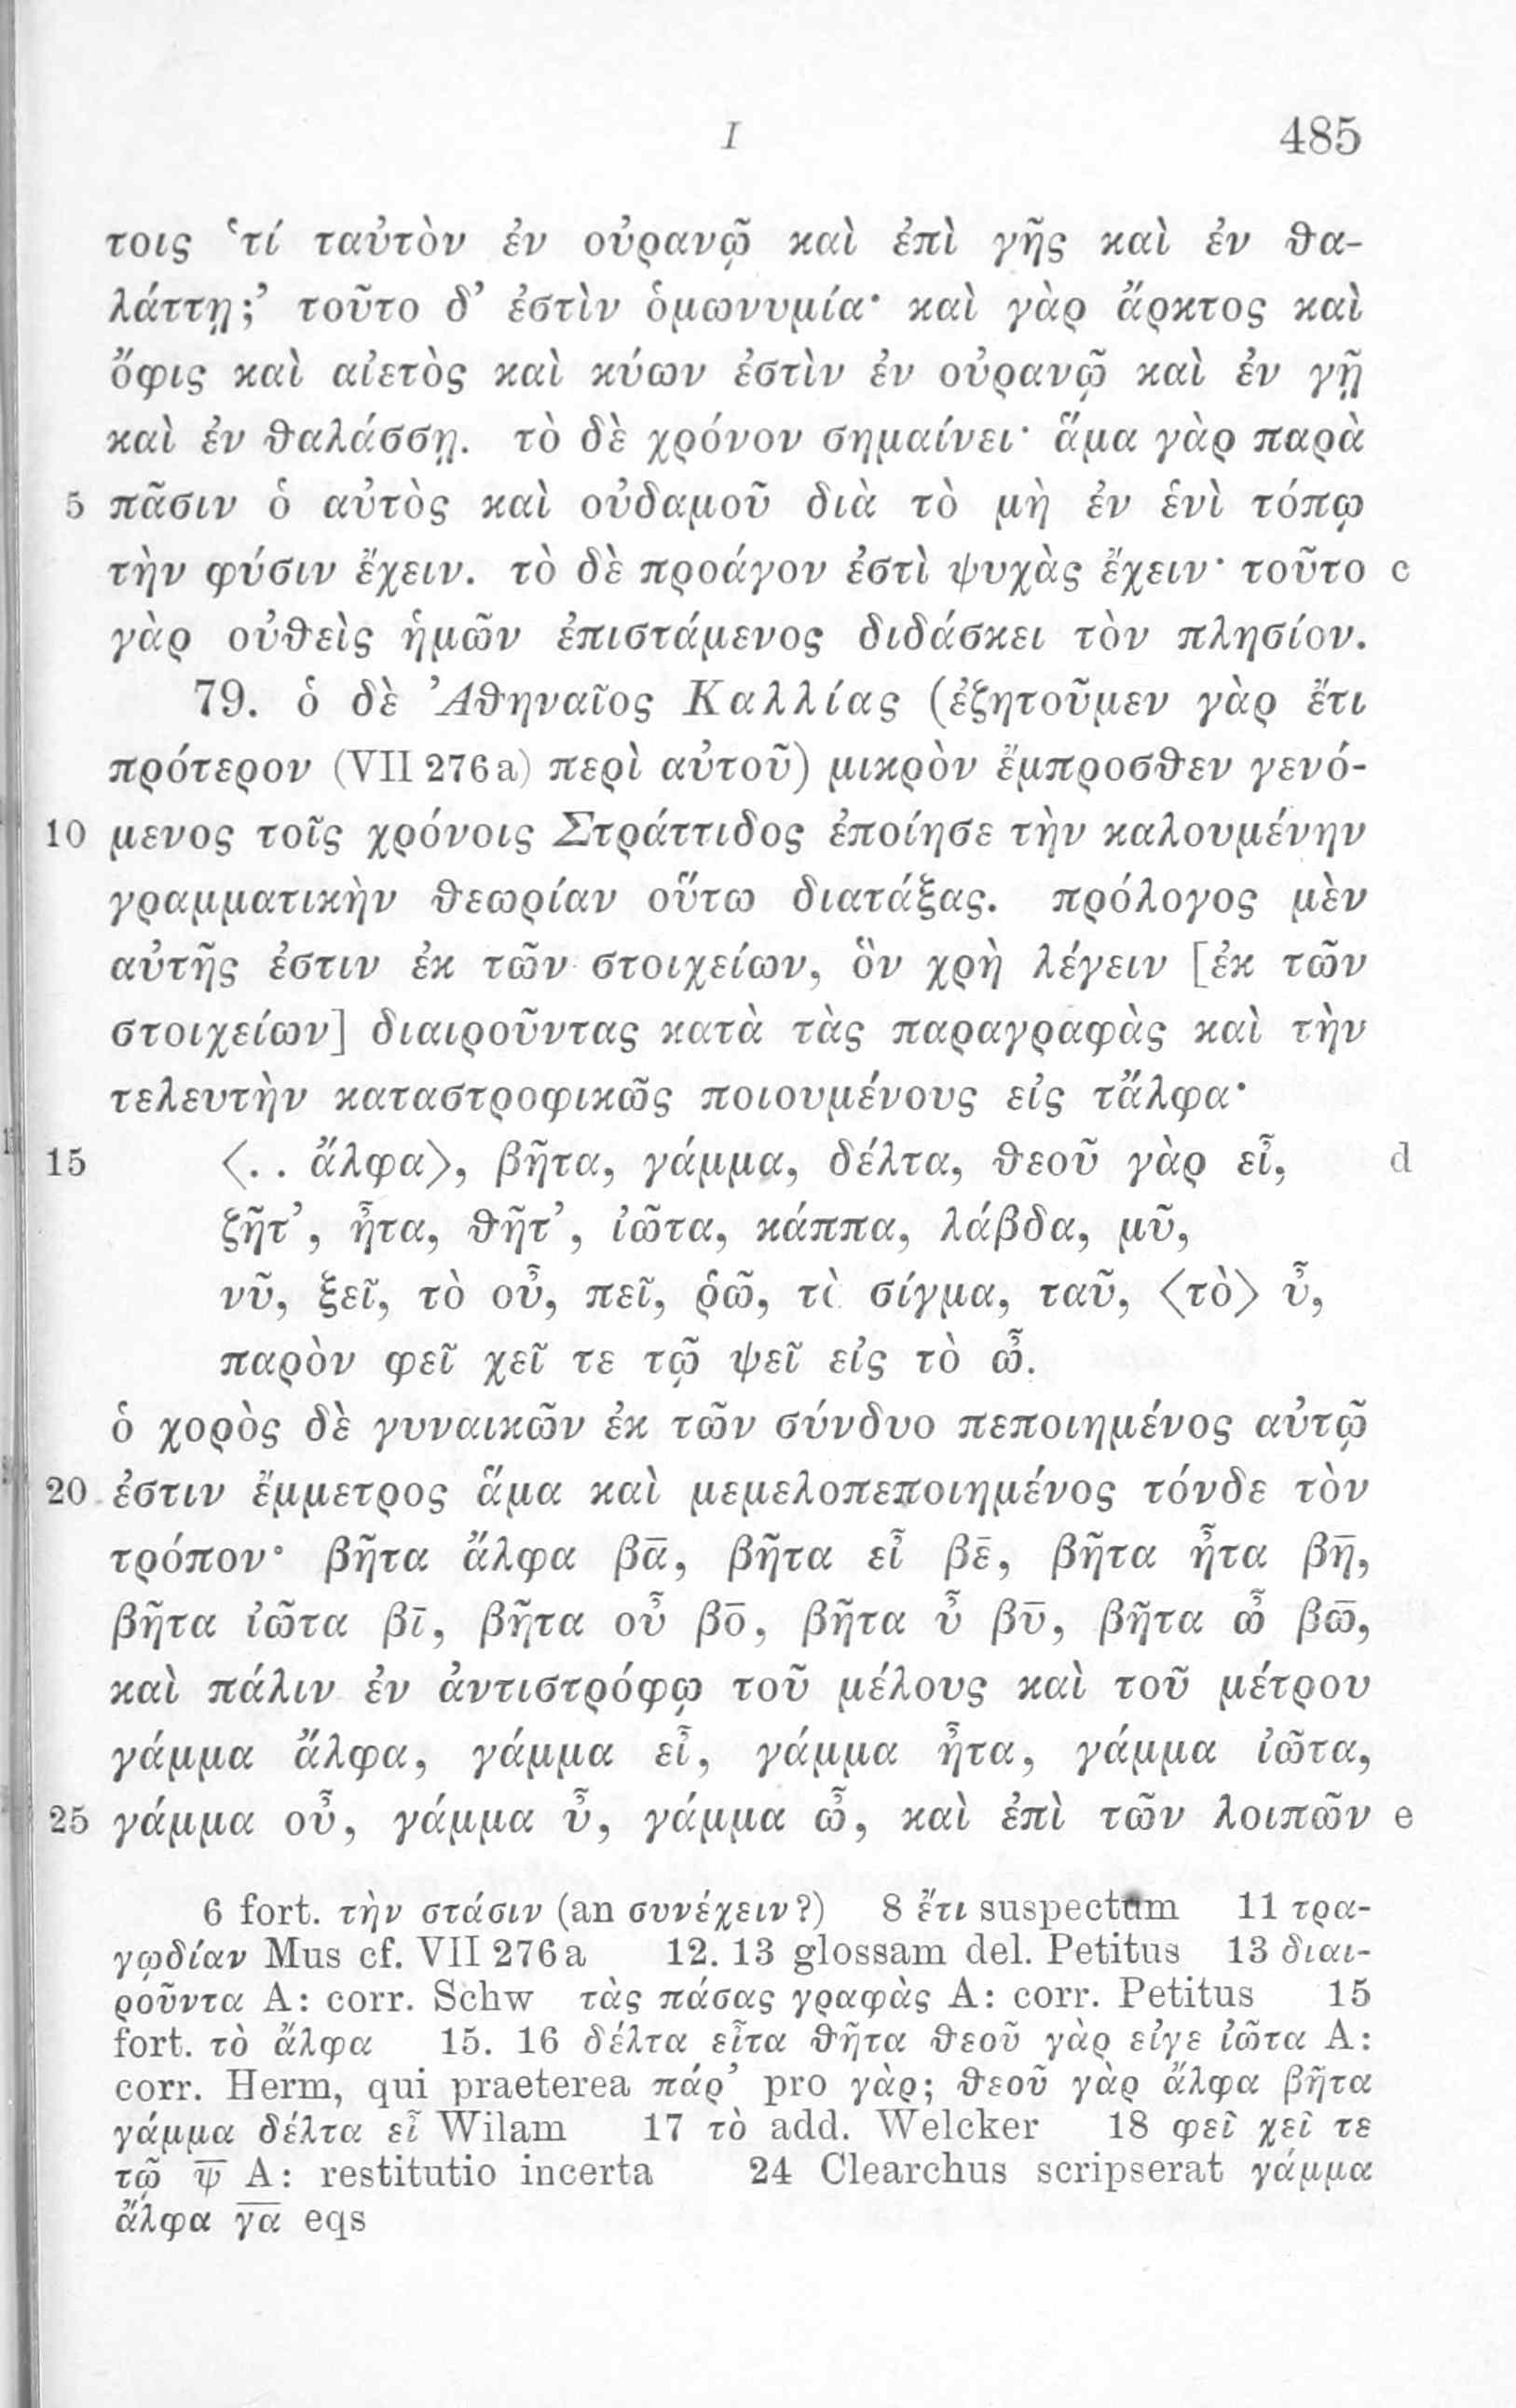 I 485
τοις ‘τί ταὐτὸν ἐν οὐρανῷ καὶ ἐπὶ γῆς καὶ ἐν θα-
λάττῃ;’ τοῦτο δ’ ἐστὶν ὁμωνυμία· καὶ γὰρ ἄρκτος καὶ
ὄφις καὶ αἰετὸς καὶ κύων ἐστὶν ἐν οὐρανῷ καὶ ἐν γῇ
καὶ ἐν θαλάσσῃ. τὸ δὲ χρόνον σημαίνει· ἅμα γὰρ παρὰ
5 πᾶσιν ὁ αὐτὸς καὶ οὐδαμοῦ διὰ τὸ μὴ ἐν ἑνὶ τόπῳ
τὴν φύσιν ἔχειν. τὸ δὲ προάγον ἐστὶ ψυχὰς ἔχειν· τοῦτο c
γὰρ οὐθεὶς ἡμῶν ἐπιστάμενος διδάσκει τὸν πλησίον.
79. ὁ δὲ Ἀθηναῖος Καλλίας (ἐζητοῦμεν γὰρ ἔτι
πρότερον (VII 276a) περὶ αὐτοῦ) μικρὸν ἔμπροσθεν γενό-
10 μενος τοῖς χρόνοις Στράττιδος ἐποίησε τὴν καλουμένην
γραμματικὴν θεωρίαν οὕτω διατάξας. πρόλογος μὲν
αὐτῆς ἐστιν ἐκ τῶν στοιχείων, ὃν χρὴ λέγειν [ἐκ τῶν
στοιχείων] διαιροῦντας κατὰ τὰς παραγραφὰς καὶ τὴν
τελευτὴν καταστροφικῶς ποιουμένους εἰς τἄλφα·
15 <. . ἄλφα>, βῆτα, γάμμα, δέλτα, θεοῦ γὰρ εἶ, d
ζῆτ’, ἦτα, θῆτ’, ἰῶτα, κάππα, λάβδα, μῦ,
νῦ, ξεῖ, τὸ οὖ, πεῖ, ῥῶ, τὸ σίγμα, ταῦ, <τὸ> ὖ,
παρὸν φεῖ χεῖ τε τῷ ψεῖ εἰς τὸ ὦ.
ὁ χορὸς δὲ γυναικῶν ἐκ τῶν σύνδυο πεποιημένος αὐτῷ
20 ἐστιν ἔμμετρος ἅμα καὶ μεμελοπεποιημένος τόνδε τὸν
τρόπον· βῆτα ἄλφα βᾱ, βῆτα εἶ βε̄, βῆτα ἦτα βη̄,
βῆτα ἰῶτα βῑ, βῆτα οὖ βο̄, βῆτα ὖ βῡ, βῆτα ὦ βω̄,
καὶ πάλιν ἐν ἀντιστρόφῳ τοῦ μέλους καὶ τοῦ μέτρου
γάμμα ἄλφα, γάμμα εἶ, γάμμα ἦτα, γάμμα ἰῶτα,
25 γάμμα οὖ, γάμμα ὖ, γάμμα ὦ, καὶ ἐπὶ τῶν λοιπῶν e
6 fort. τὴν στάσιν (an συνέχειν?) 8 ἔτι suspectum 11 τρα-
γῳδίαν Mus cf. VII 276a 12. 13 glossam del. Petitus 13 διαι-
ροῦντα A: corr. Schw τὰς πάσας γραφὰς A: corr. Petitus 15
fort. τὸ ἄλφα 15. 16 δέλτα εἶτα θῆτα θεοῦ γὰρ εἶγε ἰῶτα A:
corr. Herm, qui praeterea πάρ’ pro γὰρ; θεοῦ γὰρ ἄλφα βῆτα
γάμμα δέλτα εἶ Wilam 17 τὸ add. Welcker 18 φεῖ χεῖ τε
τῷ ψ̄ A: restitutio incerta 24 Clearchus scripserat γάμμα
ἄλφα γ̄ᾱ eqs